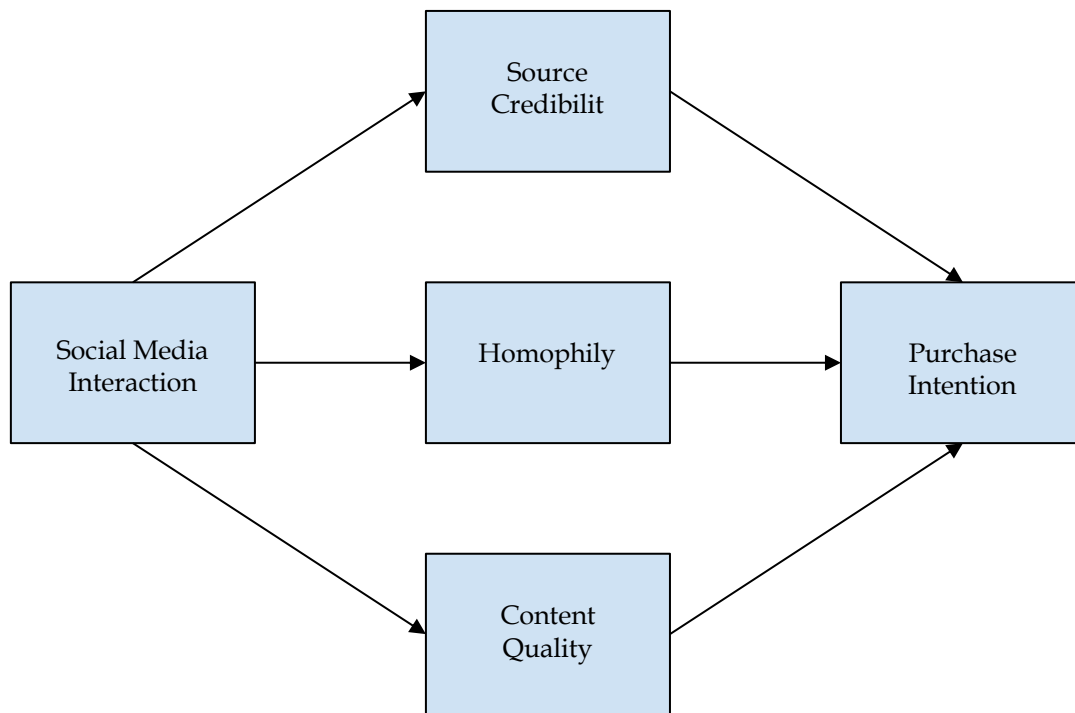 Source
Credibilit
Social Media
Interaction
Homophily
Purchase
Intention
Content
Quality